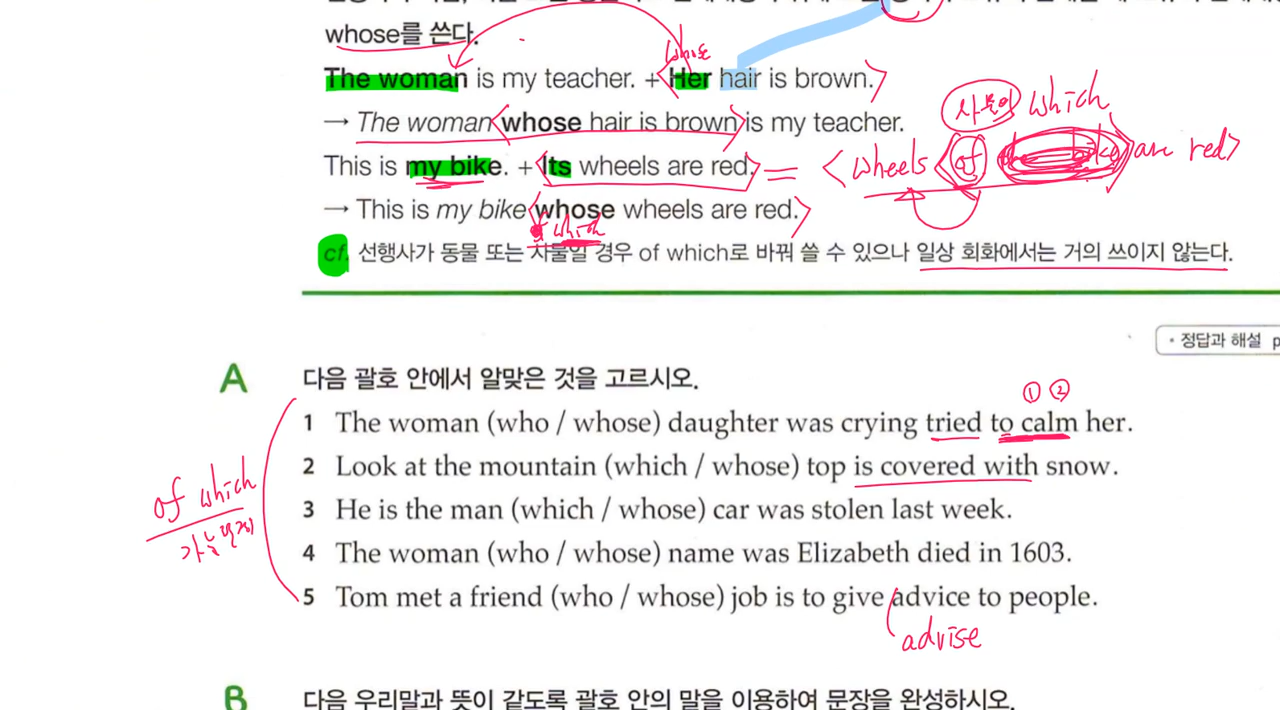 whose를 쓴다.
whose
The woman is my teacher. + Her hair is brown.
사물이 which
→ The woman whose hair is brown is my teacher.
This is my bike. + Its wheels are red. = <wheels of bike are red>
→ This is my bike whose wheels are red.
of which
cf. 선행사가 동물 또는 사물일 경우 of which로 바꿔 쓸 수 있으나 일상 회화에서는 거의 쓰이지 않는다.
• 정답과 해설 p
A 다음 괄호 안에서 알맞은 것을 고르시오.
① ②
1 The woman (who / whose) daughter was crying tried to calm her.
2 Look at the mountain (which / whose) top is covered with snow.
of which
3 He is the man (which / whose) car was stolen last week.
4 The woman (who / whose) name was Elizabeth died in 1603.
5 Tom met a friend (who / whose) job is to give advice to people.
advise
B 다음 우리말과 뜻이 같도록 괄호 안의 말을 이용하여 문장을 완성하시오.